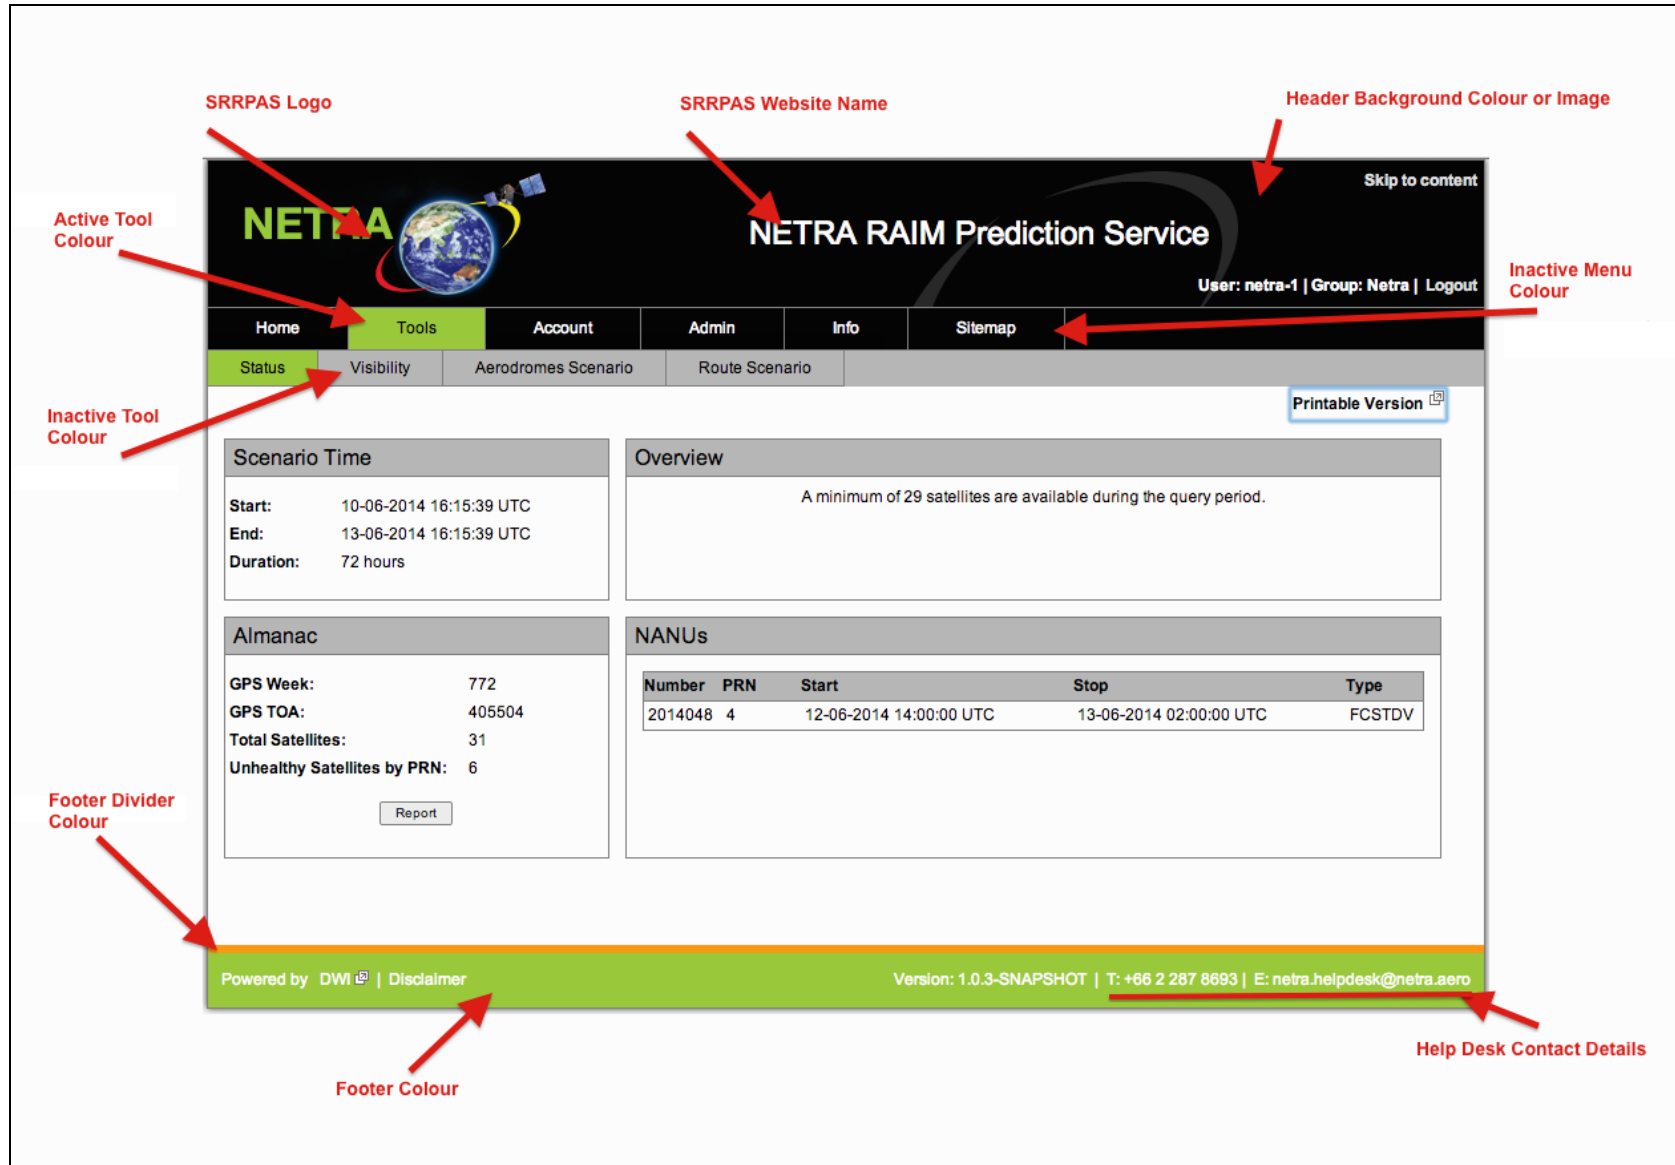 SRRPAS Logo
SRRPAS Website Name
Header Background Colour or Image
Skip to content
Active Tool
Colour
NETRA
NETRA RAIM Prediction Service
Inactive Menu
Colour
User: netra-1 | Group: Netra | Logout
Home Tools Account Admin Info Sitemap
Status Visibility Aerodromes Scenario Route Scenario
Printable Version
Inactive Tool
Colour
Scenario Time
Start: 10-06-2014 16:15:39 UTC
End: 13-06-2014 16:15:39 UTC
Duration: 72 hours
Overview
A minimum of 29 satellites are available during the query period.
Almanac
GPS Week: 772
GPS TOA: 405504
Total Satellites: 31
Unhealthy Satellites by PRN: 6
Report
NANUs
Number PRN Start Stop Type
2014048 4 12-06-2014 14:00:00 UTC 13-06-2014 02:00:00 UTC FCSTDV
Footer Divider
Colour
Powered by DWI | Disclaimer
Version: 1.0.3-SNAPSHOT | T: +66 2 287 8693 | E: netra.helpdesk@netra.aero
Help Desk Contact Details
Footer Colour